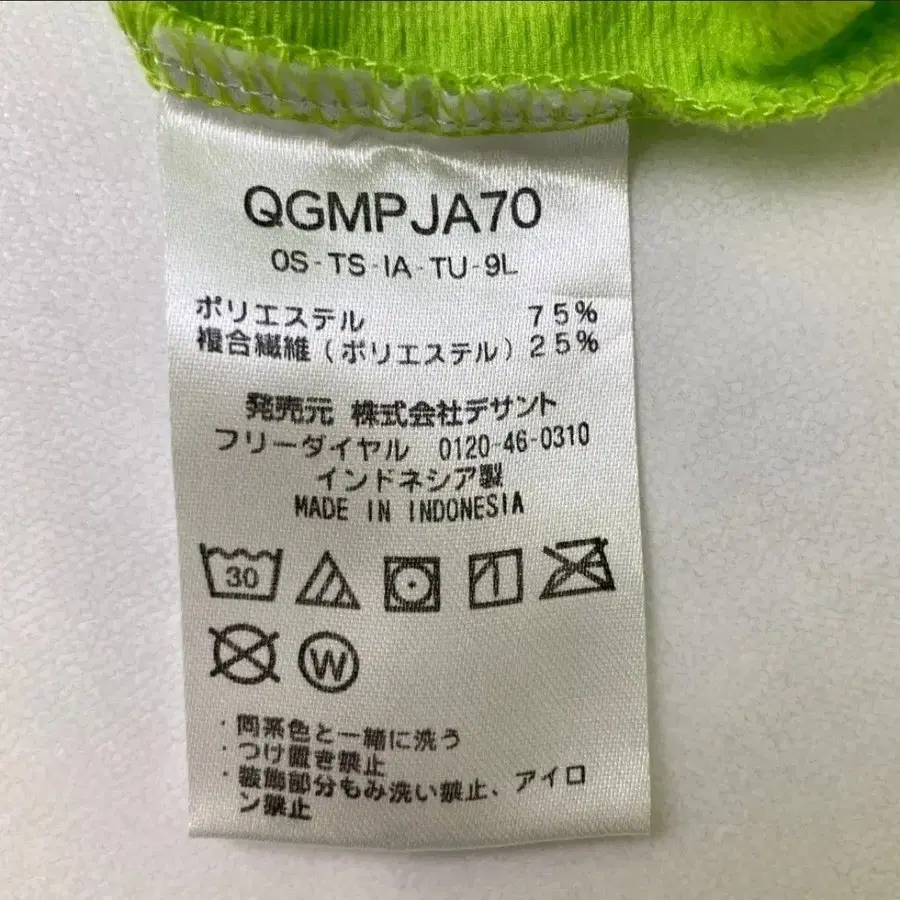 QGMPJA70
OS-TS-IA-TU-9L
ポリエステル 75%
複合繊維(ポリエステル)25%
発売元 株式会社デサント
フリーダイヤル 0120-46-0310
インドネシア製
MADE IN INDONESIA
30
W
・同系色と一緒に洗う
・つけ置き禁止
・装飾部分もみ洗い禁止、アイロ
ン禁止